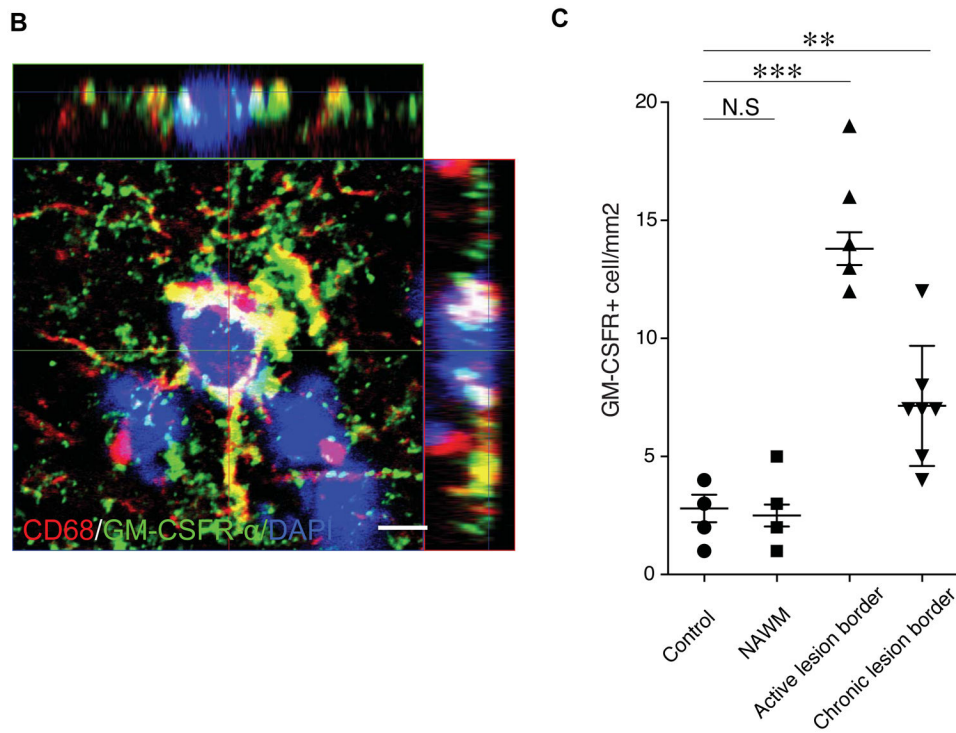 B
CD68/GM-CSFR-α/DAPI
C
**
***
N.S
GM-CSFR+ cell/mm2
20
15
10
5
0
Control
NAWM
Active lesion border
Chronic lesion border